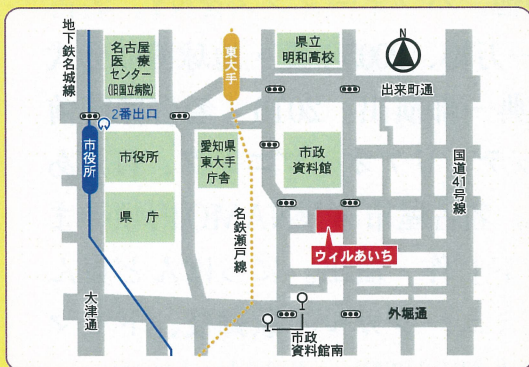 地下鉄名城線
名古屋
医療
センター
(旧国立病院)
東大手
県立
明和高校
N
出来町通
2番出口
市役所
市役所
愛知県
東大手
庁舎
市政
資料館
国道41号線
県庁
名鉄瀬戸線
ウィルあいち
大津通
外堀通
市政
資料館南